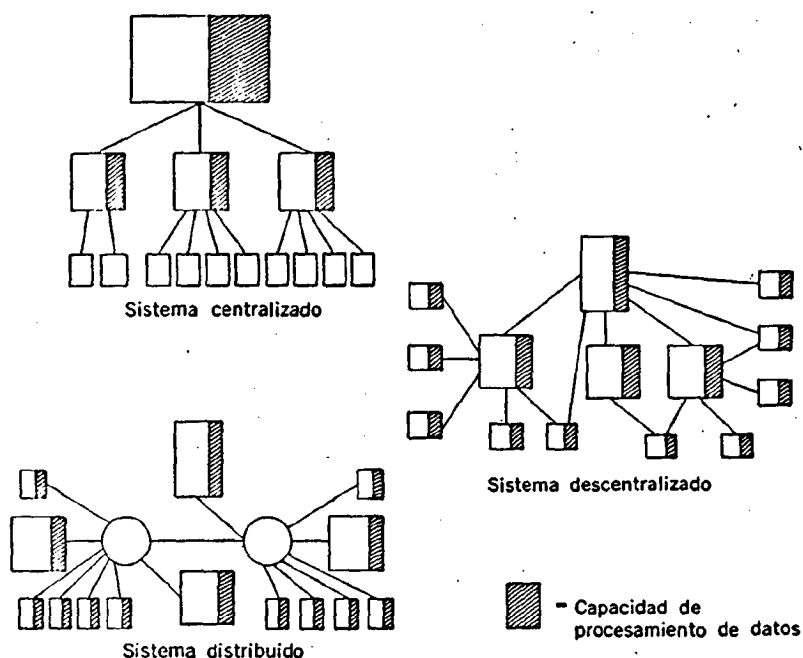 Sistema centralizado
Sistema descentralizado
Sistema distribuido
- Capacidad de
procesamiento de datos